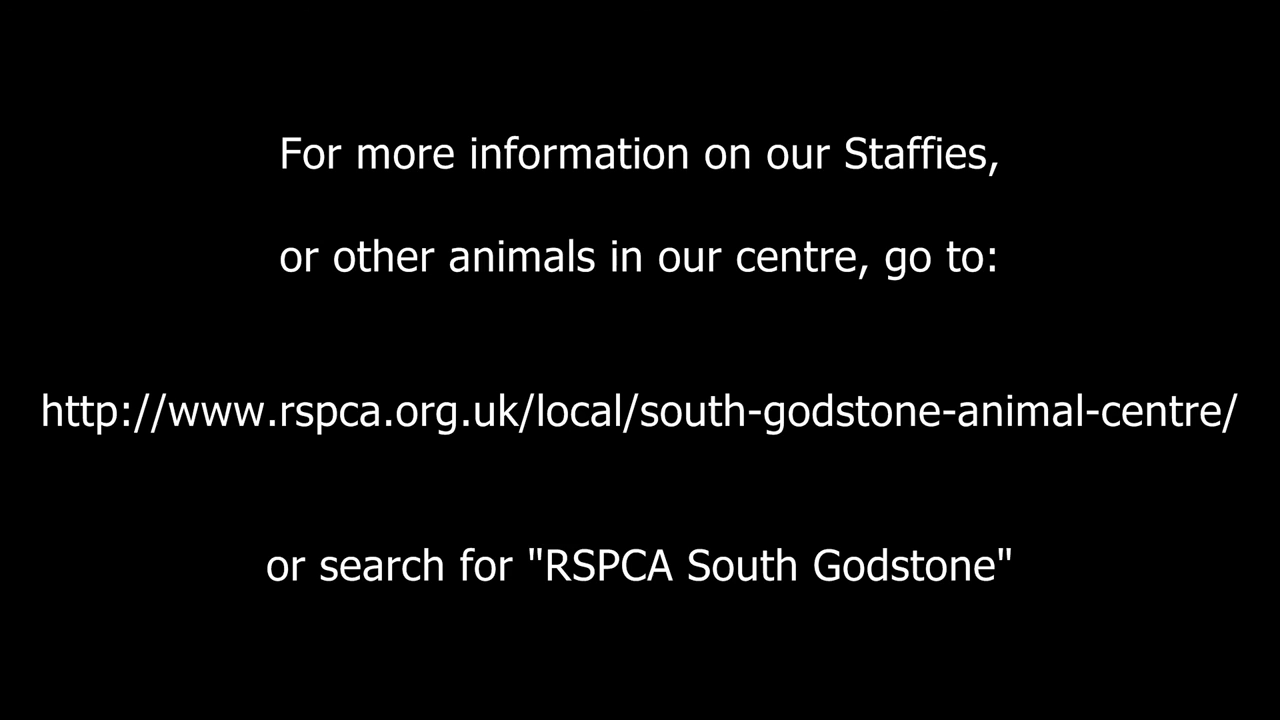 For more information on our Staffies,
or other animals in our centre, go to:
http://www.rspca.org.uk/local/south-godstone-animal-centre/
or search for "RSPCA South Godstone"